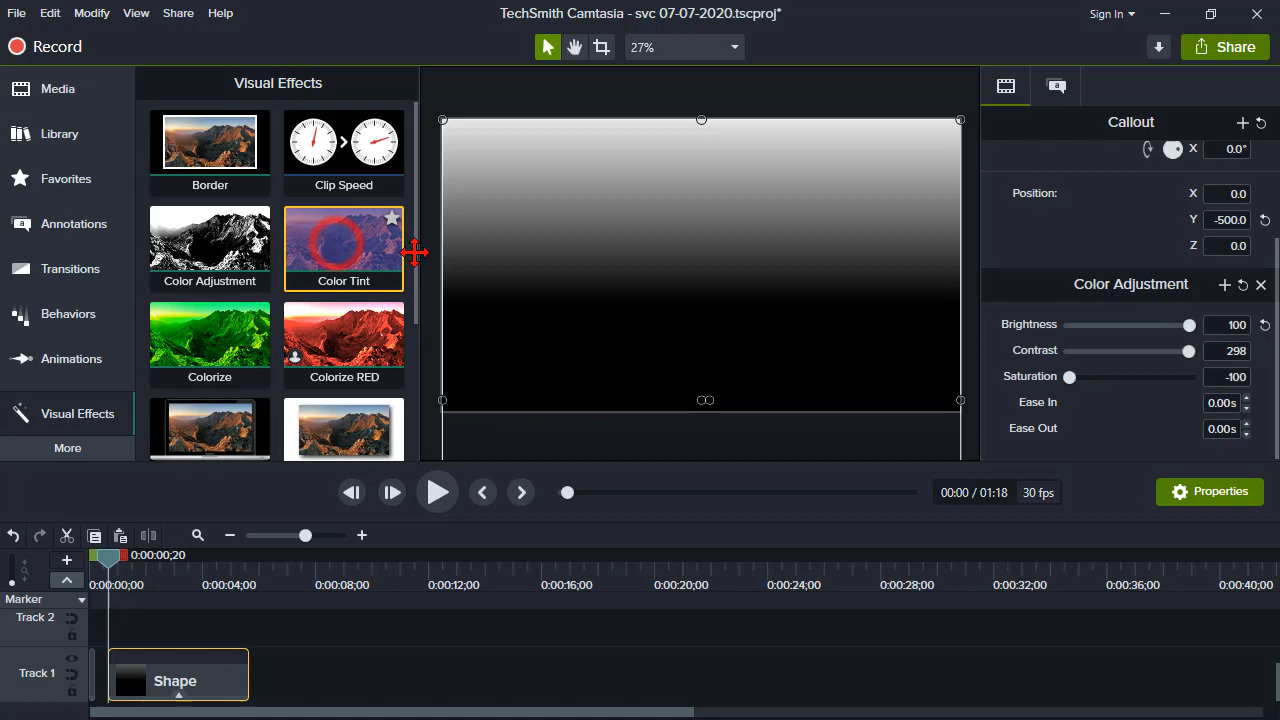 File Edit Modify View Share Help
TechSmith Camtasia - svc 07-07-2020.tscproj*
Sign In
Record
27%
Share
Media
Library
Favorites
Annotations
Transitions
Behaviors
Animations
Visual Effects
More
Visual Effects
Border
Clip Speed
Color Adjustment
Color Tint
Colorize
Colorize RED
a
Callout
X 0.0°
Position: X 0.0
Y -500.0
Z 0.0
Color Adjustment
Brightness 100
Contrast 298
Saturation -100
Ease In 0.00s
Ease Out 0.00s
00:00 / 01:18 30 fps
Properties
0:00:00;20
0:00:00;00 0:00:04;00 0:00:08;00 0:00:12;00 0:00:16;00 0:00:20;00 0:00:24;00 0:00:28;00 0:00:32;00 0:00:36;00 0:00:40;00
Marker
Track 2
Track 1
Shape